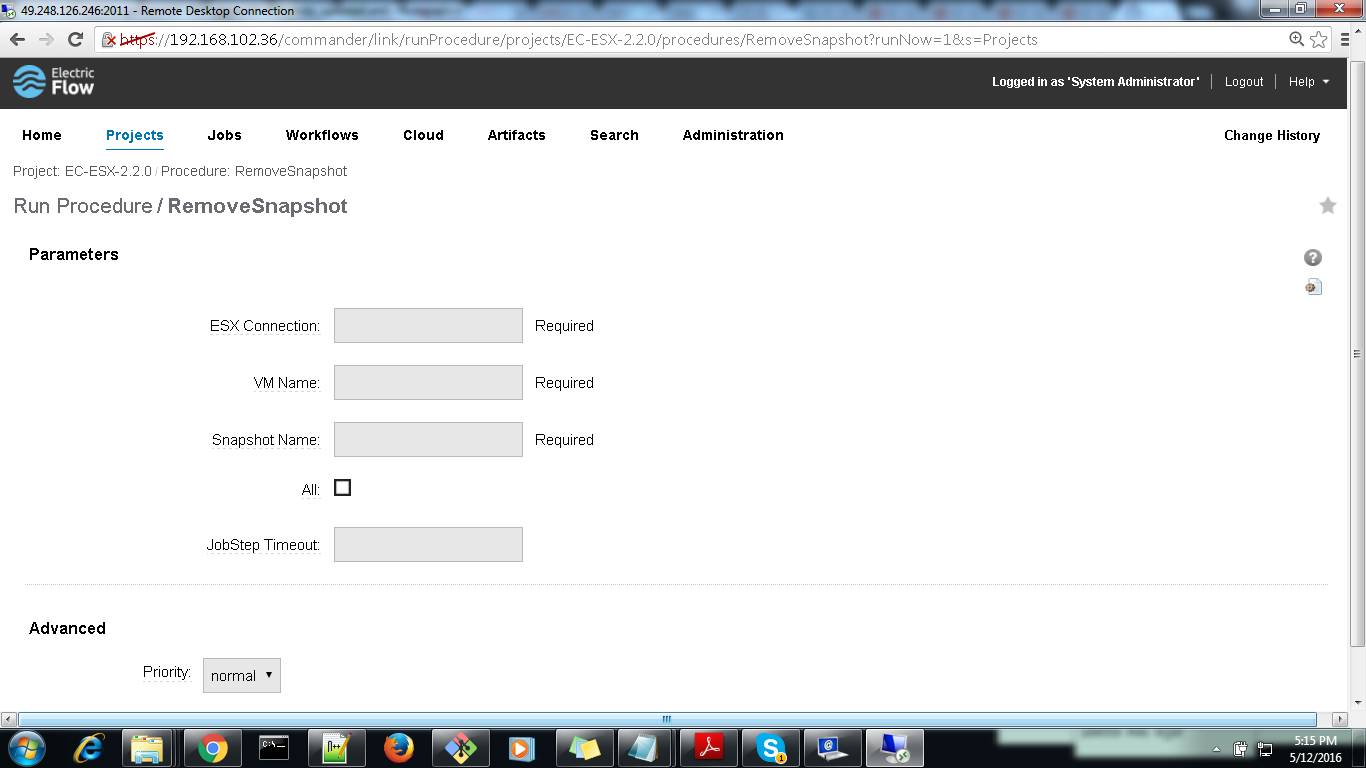 49.248.126.246:2011 - Remote Desktop Connection
https://192.168.102.36/commander/link/runProcedure/projects/EC-ESX-2.2.0/procedures/RemoveSnapshot?runNow=1&s=Projects
Electric Flow
Logged in as 'System Administrator' Logout Help
Home Projects Jobs Workflows Cloud Artifacts Search Administration Change History
Project: EC-ESX-2.2.0 / Procedure: RemoveSnapshot
Run Procedure / RemoveSnapshot
Parameters
?
ESX Connection: Required
VM Name: Required
Snapshot Name: Required
All:
JobStep Timeout:
Advanced
Priority: normal
C:\
1
5:15 PM
5/12/2016